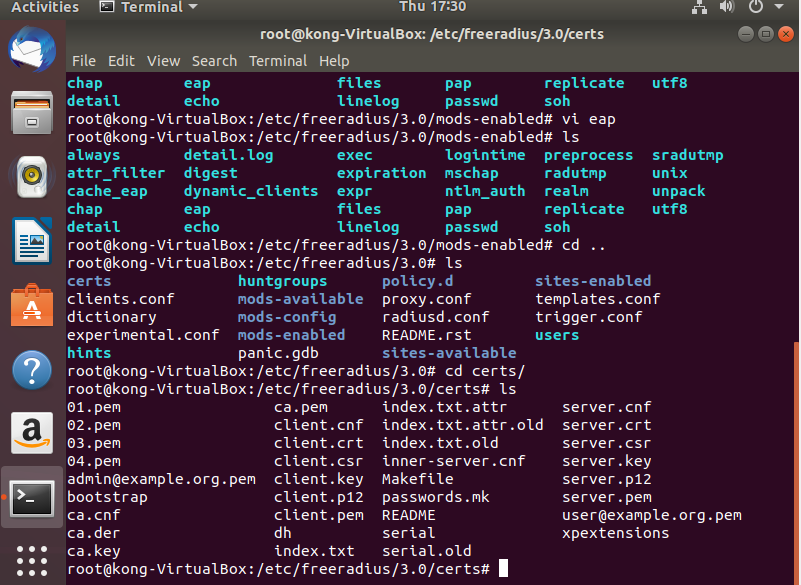 Activities Terminal Thu 17:30
root@kong-VirtualBox: /etc/freeradius/3.0/certs
File Edit View Search Terminal Help
chap eap files pap replicate utf8
detail echo linelog passwd soh
root@kong-VirtualBox:/etc/freeradius/3.0/mods-enabled# vi eap
root@kong-VirtualBox:/etc/freeradius/3.0/mods-enabled# ls
always detail.log exec logintime preprocess sradutmp
attr_filter digest expiration mschap radutmp unix
cache_eap dynamic_clients expr ntlm_auth realm unpack
chap eap files pap replicate utf8
detail echo linelog passwd soh
root@kong-VirtualBox:/etc/freeradius/3.0/mods-enabled# cd ..
root@kong-VirtualBox:/etc/freeradius/3.0# ls
certs huntgroups policy.d sites-enabled
clients.conf mods-available proxy.conf templates.conf
dictionary mods-config radiusd.conf trigger.conf
experimental.conf mods-enabled README.rst users
hints panic.gdb sites-available
root@kong-VirtualBox:/etc/freeradius/3.0# cd certs/
root@kong-VirtualBox:/etc/freeradius/3.0/certs# ls
01.pem ca.pem index.txt.attr server.cnf
02.pem client.cnf index.txt.attr.old server.crt
03.pem client.crt index.txt.old server.csr
04.pem client.csr inner-server.cnf server.key
admin@example.org.pem client.key Makefile server.p12
bootstrap client.p12 passwords.mk server.pem
ca.cnf client.pem README user@example.org.pem
ca.der dh serial xpextensions
ca.key index.txt serial.old
root@kong-VirtualBox:/etc/freeradius/3.0/certs#